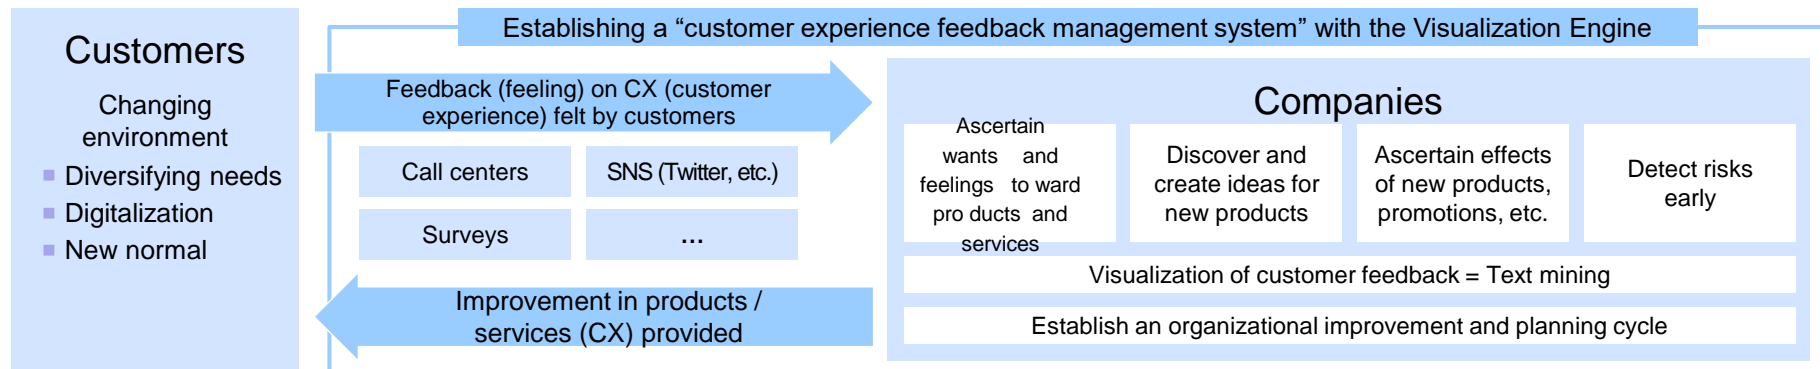 Establishing a “customer experience feedback management system” with the Visualization Engine
Customers
Changing
environment
Diversifying needs
Digitalization
New normal
Feedback (feeling) on CX (customer
experience) felt by customers
Call centers
SNS (Twitter, etc.)
Surveys
...
Improvement in products /
services (CX) provided
Companies
Ascertain
wants and
feelings to ward
pro ducts and
services
Discover and
create ideas for
new products
Ascertain effects
of new products,
promotions, etc.
Detect risks
early
Visualization of customer feedback = Text mining
Establish an organizational improvement and planning cycle